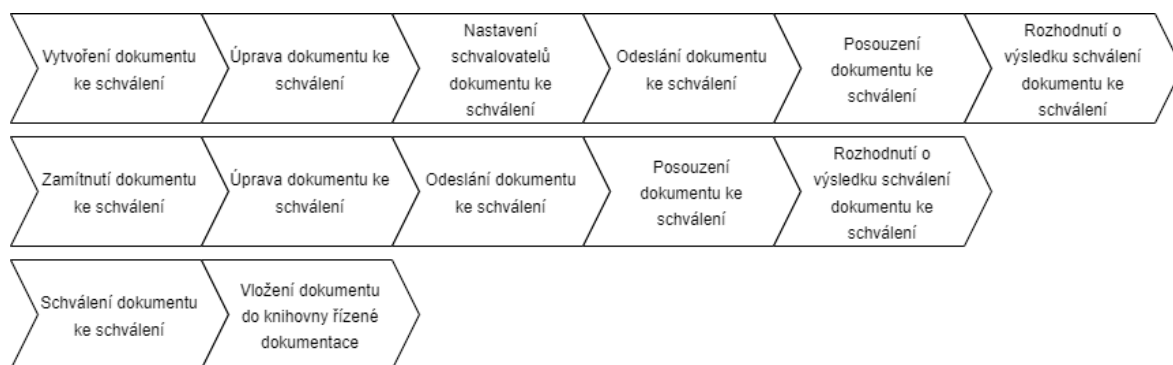 Vytvoření dokumentu
ke schválení
Úprava dokumentu ke
schválení
Nastavení
schvalovatelů
dokumentu ke
schválení
Odeslání dokumentu
ke schválení
Posouzení
dokumentu ke
schválení
Rozhodnutí o
výsledku schválení
dokumentu ke
schválení
Zamítnutí dokumentu
ke schválení
Úprava dokumentu ke
schválení
Odeslání dokumentu
ke schválení
Posouzení
dokumentu ke
schválení
Rozhodnutí o
výsledku schválení
dokumentu ke
schválení
Schválení dokumentu
ke schválení
Vložení dokumentu
do knihovny řízené
dokumentace